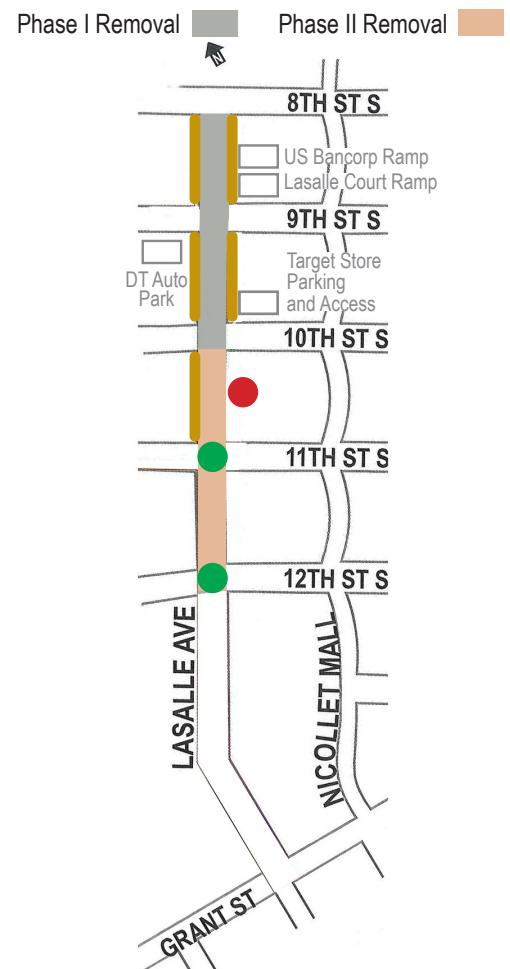 Phase I Removal
Phase II Removal
N
8TH ST S
US Bancorp Ramp
Lasalle Court Ramp
9TH ST S
DT Auto
Park
Target Store
Parking
and Access
10TH ST S
11TH ST S
12TH ST S
LASALLE AVE
NICOLLET MALL
GRANT ST